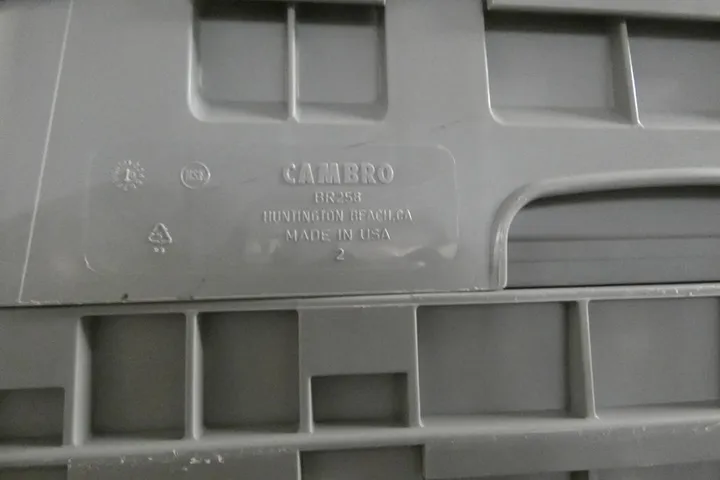 CAMBRO
BR258
HUNTINGTON BEACH, CA
MADE IN USA
2